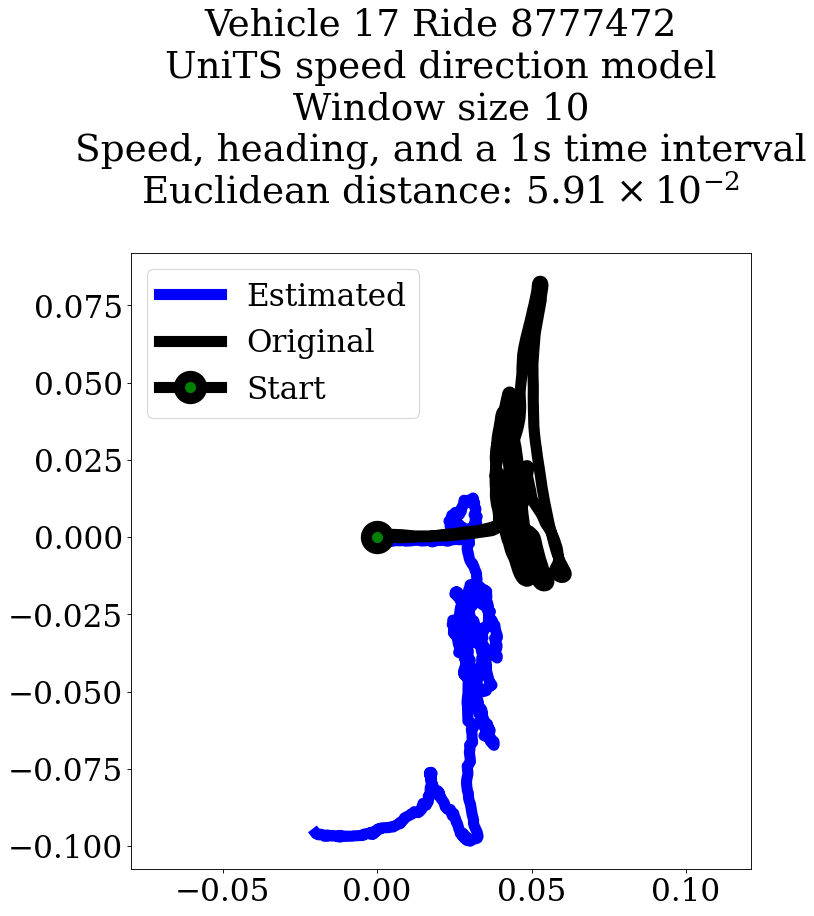 Vehicle 17 Ride 8777472
UniTS speed direction model
Window size 10
Speed, heading, and a 1s time interval
Euclidean distance: 5.91 × 10⁻²
Estimated
Original
Start
0.075
0.050
0.025
0.000
−0.025
−0.050
−0.075
−0.100
−0.05 0.00 0.05 0.10